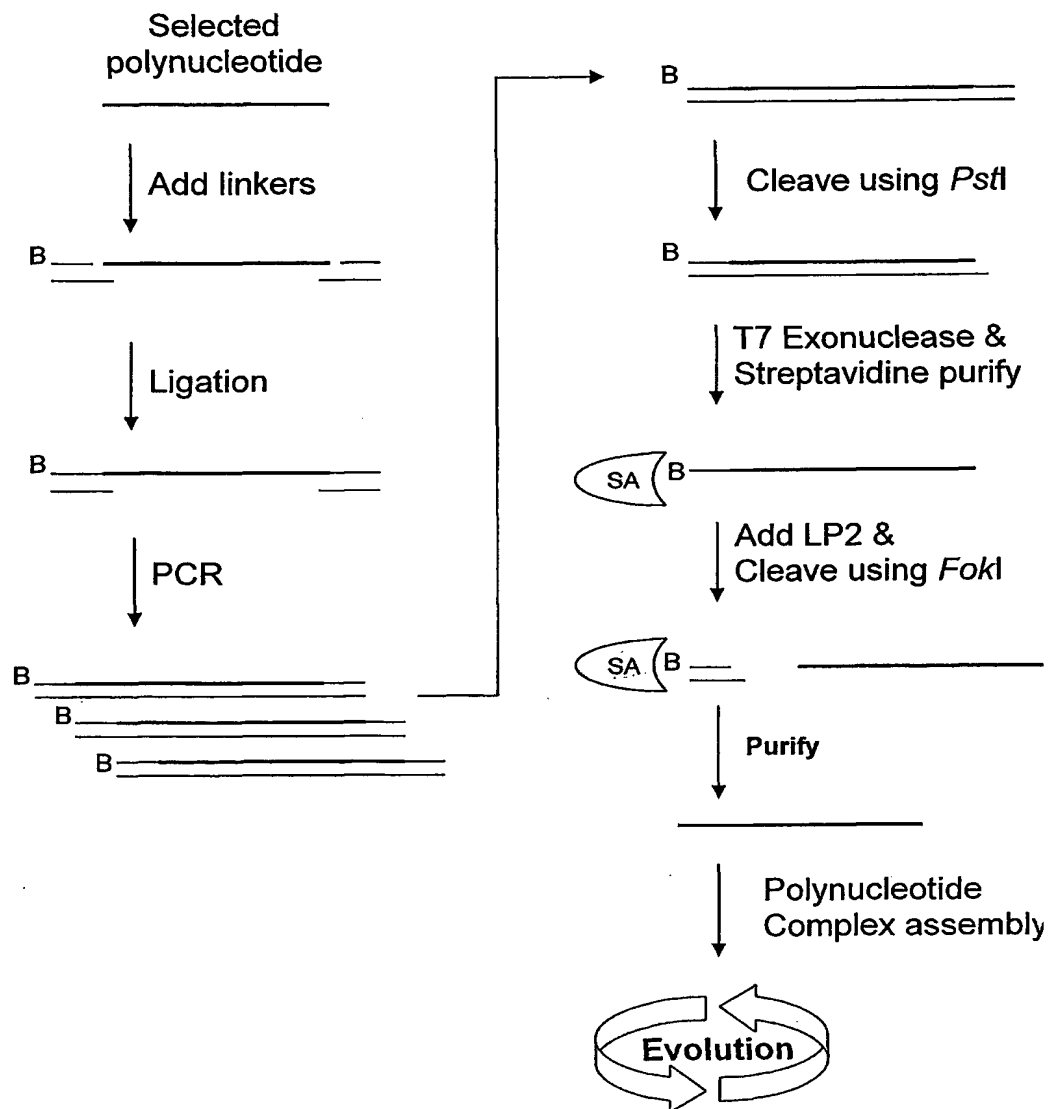 Selected
polynucleotide
Add linkers
B
Ligation
B
PCR
B
B
B
B
Cleave using PstI
B
T7 Exonuclease &
Streptavidine purify
SA
B
Add LP2 &
Cleave using FokI
SA
B
Purify
Polynucleotide
Complex assembly
Evolution